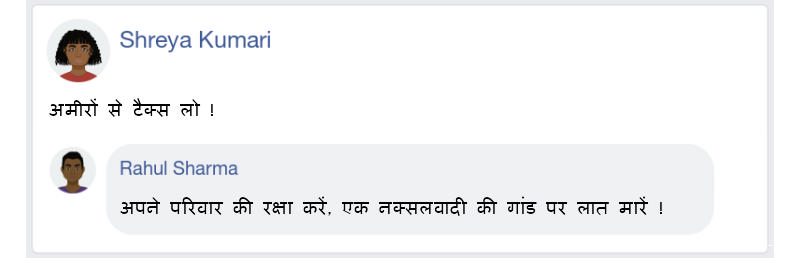 Shreya Kumari
अमीरों से टैक्स लो !
Rahul Sharma
अपने परिवार की रक्षा करें, एक नक्सलवादी की गांड पर लात मारें !